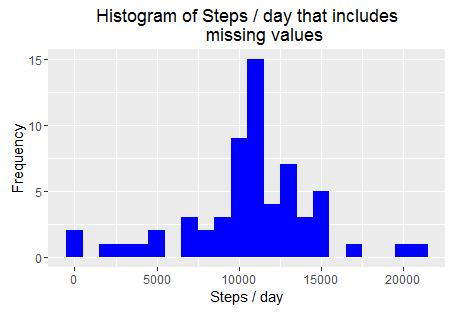 Histogram of Steps / day that includes
missing values
15
10
5
0
Frequency
0 5000 10000 15000 20000
Steps / day